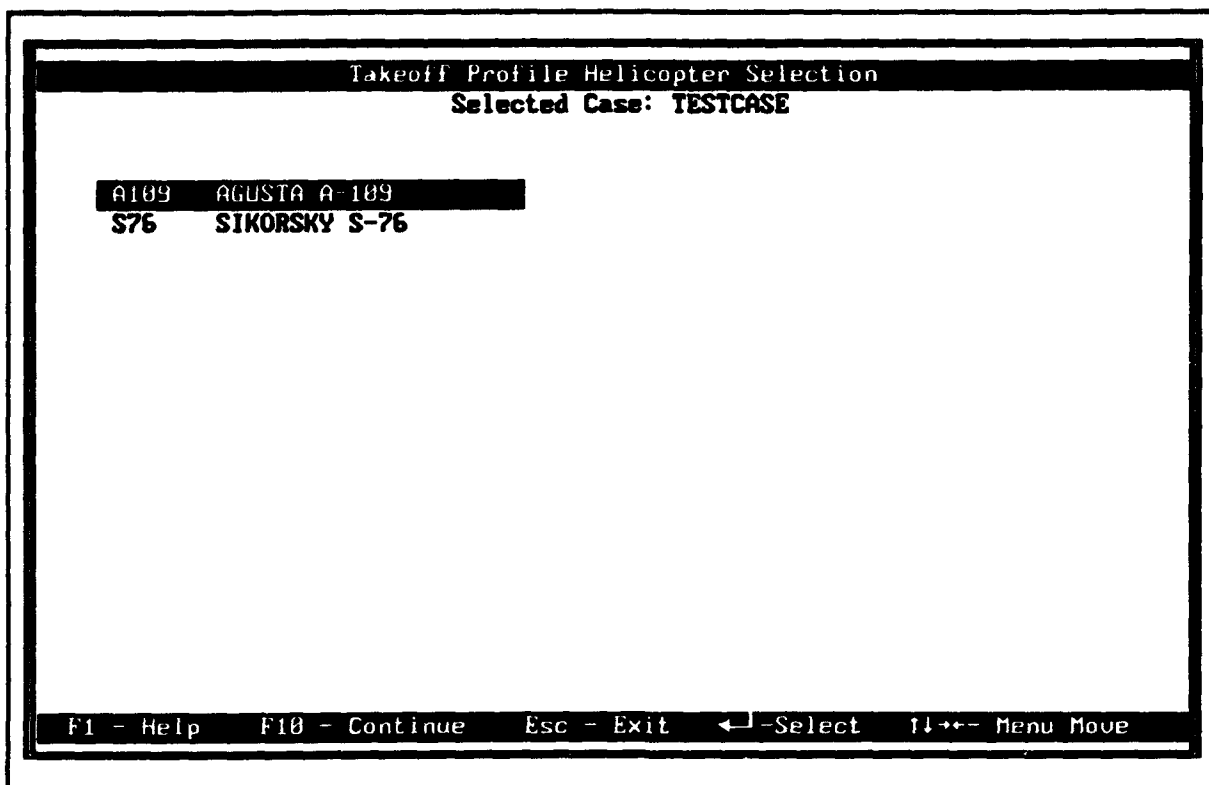 Takeoff Profile Helicopter Selection
Selected Case: TESTCASE
A109 AGUSTA A-109
S76 SIKORSKY S-76
F1 - Help F10 - Continue Esc - Exit ◄┘-Select ↑↓→←- Menu Move